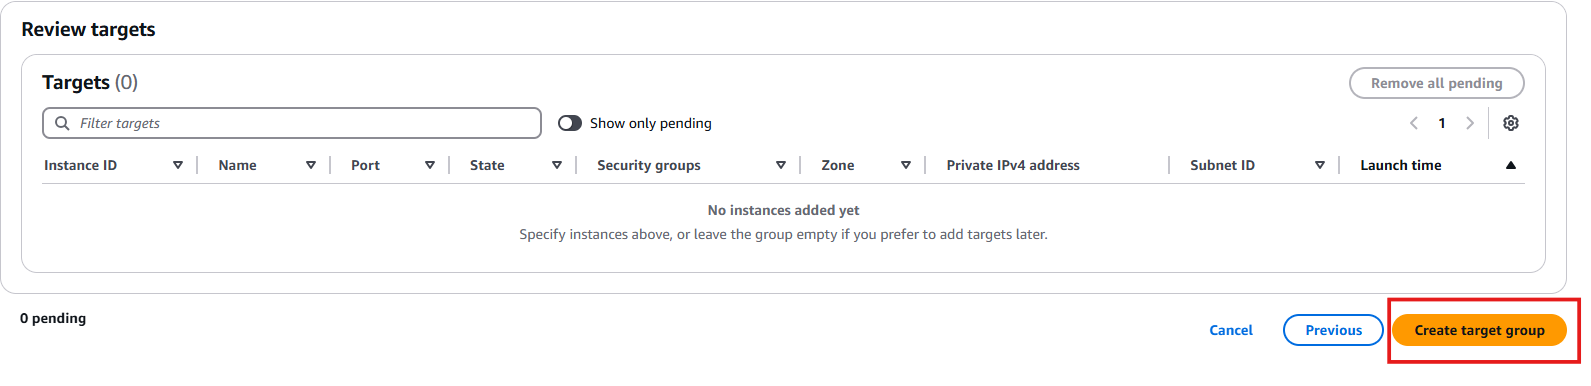 Review targets
Targets (0)
Remove all pending
Filter targets
Show only pending
1
Instance ID Name Port State Security groups Zone Private IPv4 address Subnet ID Launch time
No instances added yet
Specify instances above, or leave the group empty if you prefer to add targets later.
0 pending
Cancel Previous Create target group